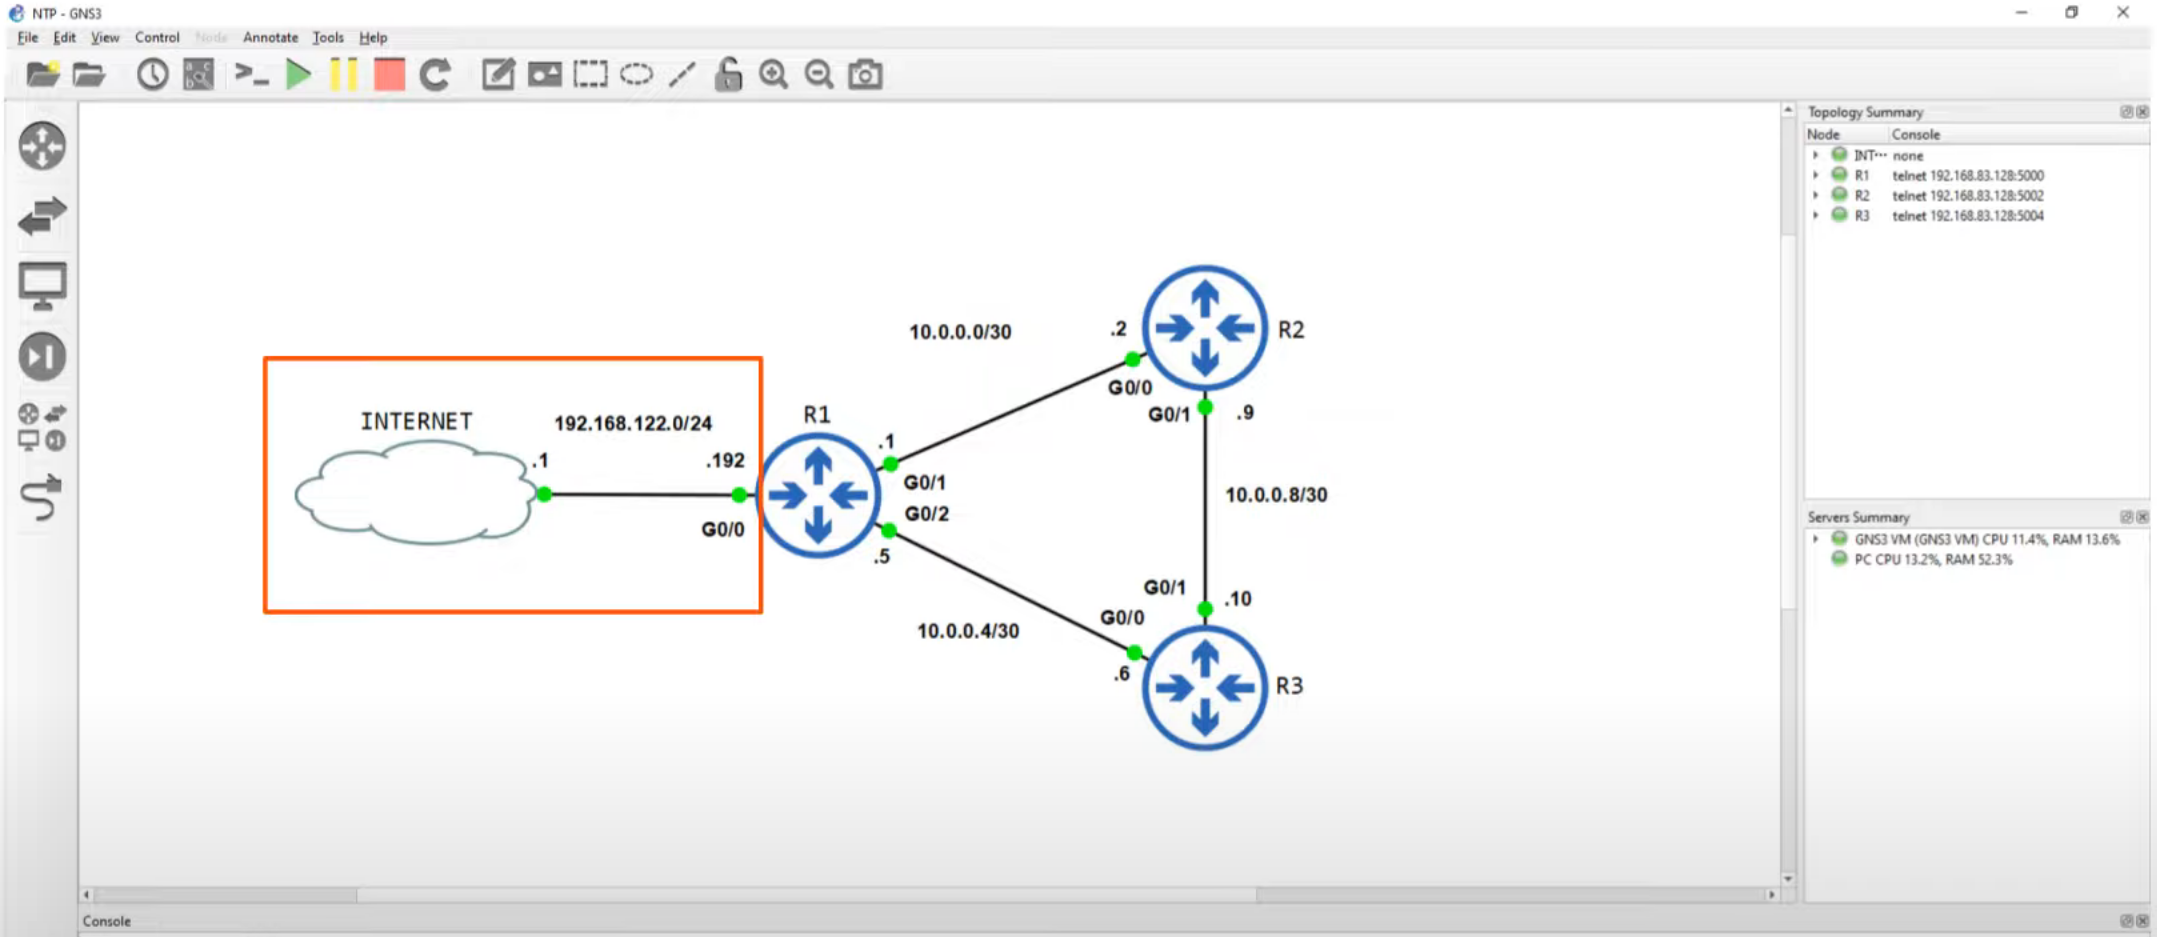 NTP - GNS3
File Edit View Control Node Annotate Tools Help
Topology Summary
Node Console
INT··· none
R1 telnet 192.168.83.128:5000
R2 telnet 192.168.83.128:5002
R3 telnet 192.168.83.128:5004
10.0.0.0/30
.2
R2
G0/0
G0/1
.9
INTERNET
192.168.122.0/24
R1
.1
.192
.1
G0/1
G0/2
G0/0
.5
10.0.0.8/30
G0/1
.10
G0/0
10.0.0.4/30
.6
R3
Servers Summary
GNS3 VM (GNS3 VM) CPU 11.4%, RAM 13.6%
PC CPU 13.2%, RAM 52.3%
Console